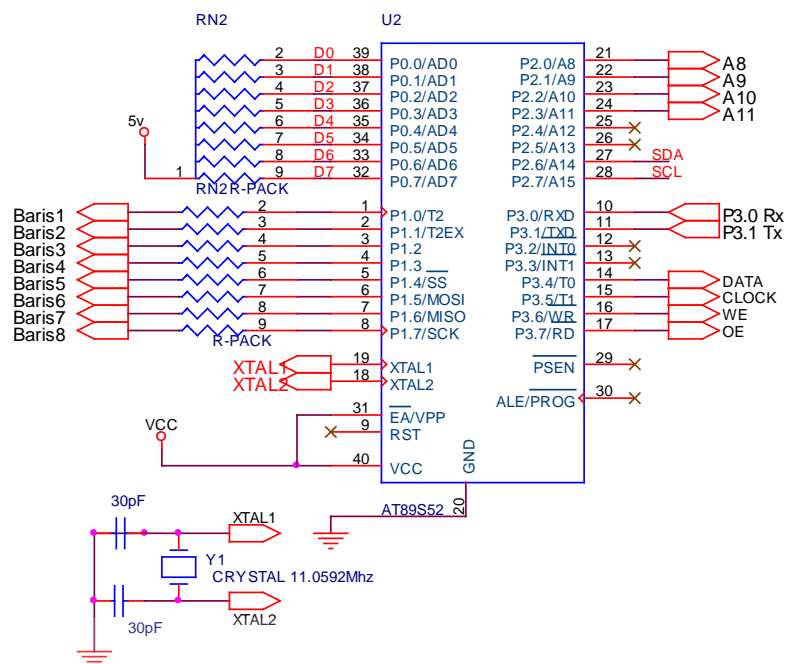 RN2 U2
2 D0 39 P0.0/AD0 P2.0/A8 21 A8
3 D1 38 P0.1/AD1 P2.1/A9 22 A9
4 D2 37 P0.2/AD2 P2.2/A10 23 A10
5 D3 36 P0.3/AD3 P2.3/A11 24 A11
6 D4 35 P0.4/AD4 P2.4/A12 25
7 D5 34 P0.5/AD5 P2.5/A13 26
8 D6 33 P0.6/AD6 P2.6/A14 27 SDA
5v 1 9 D7 32 P0.7/AD7 P2.7/A15 28 SCL
RN2 R-PACK
Baris1 2 1 P1.0/T2 P3.0/RXD 10 P3.0 Rx
Baris2 3 2 P1.1/T2EX P3.1/TXD 11 P3.1 Tx
Baris3 4 3 P1.2 P3.2/INT0 12
Baris4 5 4 P1.3 P3.3/INT1 13
Baris5 6 5 P1.4/SS P3.4/T0 14 DATA
Baris6 7 6 P1.5/MOSI P3.5/T1 15 CLOCK
Baris7 8 7 P1.6/MISO P3.6/WR 16 WE
Baris8 9 8 P1.7/SCK P3.7/RD 17 OE
R-PACK
XTAL1 19 XTAL1 PSEN 29
XTAL2 18 XTAL2
ALE/PROG 30
31 EA/VPP
VCC 9 RST
40 VCC GND
AT89S52 20
30pF XTAL1
Y1
CRYSTAL 11.0592Mhz
30pF XTAL2